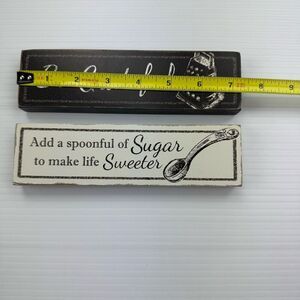 1 2 3 4 5 6 7 8 9
Add a spoonful of Sugar
to make life Sweeter